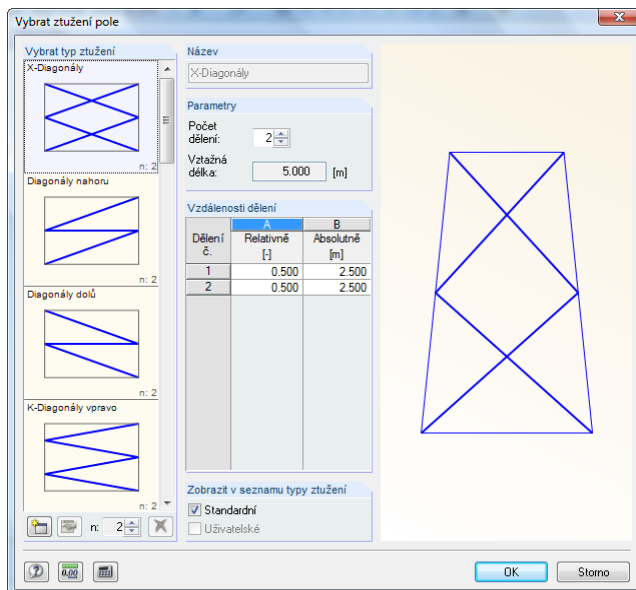 Vybrat ztužení pole
Vybrat typ ztužení
X-Diagonály
n: 2
Diagonály nahoru
n: 2
Diagonály dolů
n: 2
K-Diagonály vpravo
n: 2
n: 2
Název
X-Diagonály
Parametry
Počet
dělení:
2
Vztažná
délka:
5.000 [m]
Vzdálenosti dělení
A B
Dělení Relativně Absolutně
č. [-] [m]
1 0.500 2.500
2 0.500 2.500
Zobrazit v seznamu typy ztužení
Standardní
Uživatelské
0.00
OK Storno